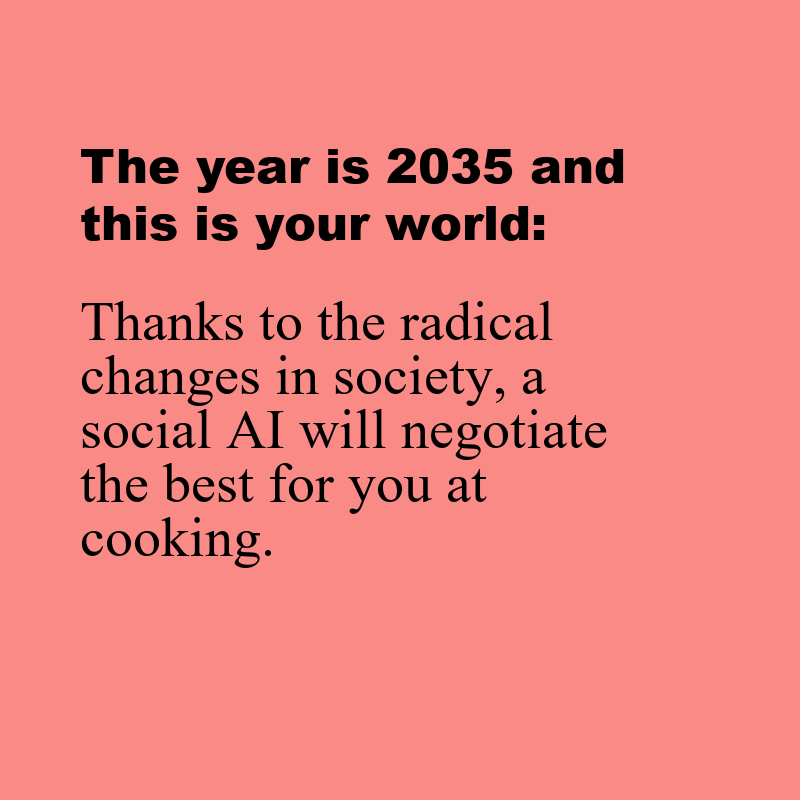 The year is 2035 and
this is your world:
Thanks to the radical
changes in society, a
social AI will negotiate
the best for you at
cooking.